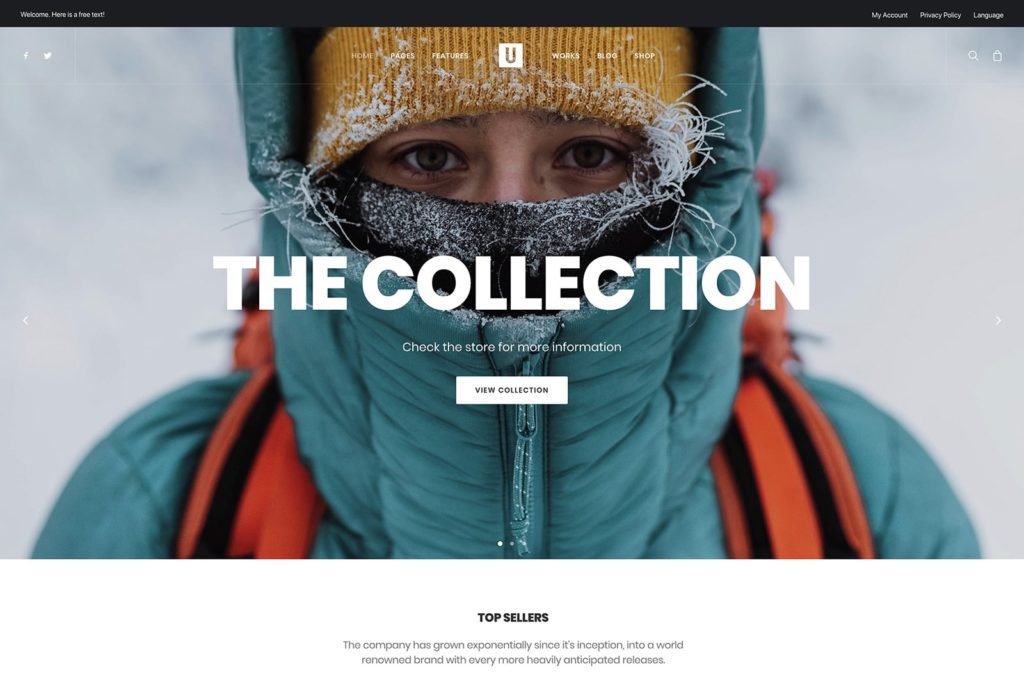 Welcome. Here is a free text!
My Account Privacy Policy Language
HOME PAGES FEATURES U WORKS BLOG SHOP
THE COLLECTION
Check the store for more information
VIEW COLLECTION
TOP SELLERS
The company has grown exponentially since it's inception, into a world
renowned brand with every more heavily anticipated releases.